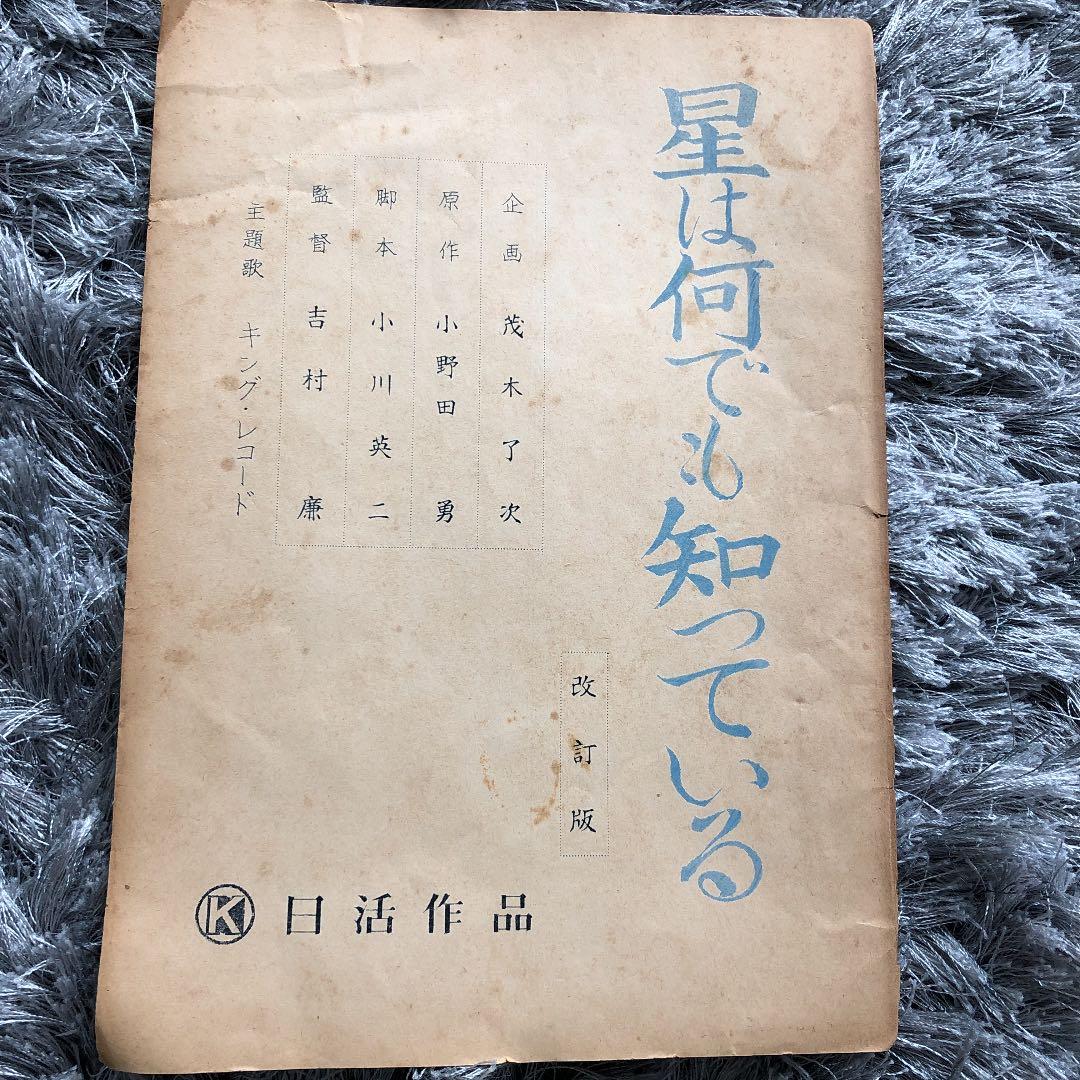 星は何でも知っている
改訂版
企画 茂木了次
原作 小野田勇
脚本 小川英二
監督 吉村廉
主題歌 キング・レコード
K 日活作品